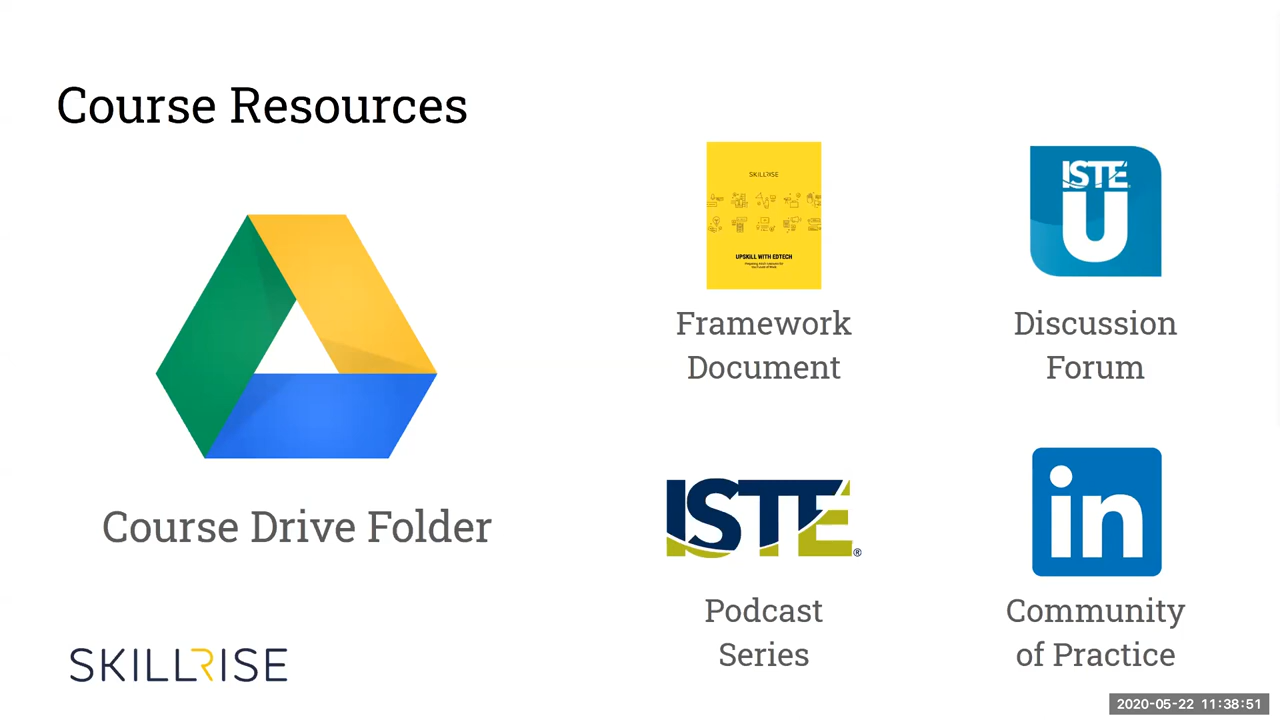 Course Resources
Course Drive Folder
SKILLRISE
SKILLRISE
UPSKILL WITH EDTECH
Framework
Document
ISTE
U
Discussion
Forum
ISTE®
Podcast
Series
in
Community
of Practice
2020-05-22 11:38:51